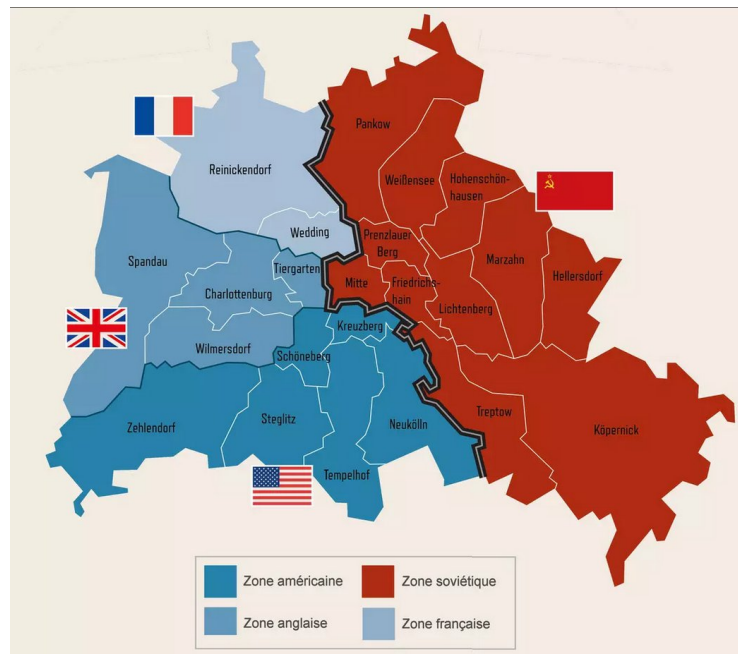 Pankow
Reinickendorf
Weißensee
Hohenschön-
hausen
Wedding
Prenzlauer
Berg
Spandau
Tiergarten
Marzahn
Hellersdorf
Mitte
Friedrichs-
hain
Charlottenburg
Lichtenberg
Kreuzberg
Wilmersdorf
Schöneberg
Treptow
Zehlendorf
Steglitz
Neukölln
Köpernick
Tempelhof
Zone américaine
Zone soviétique
Zone anglaise
Zone française